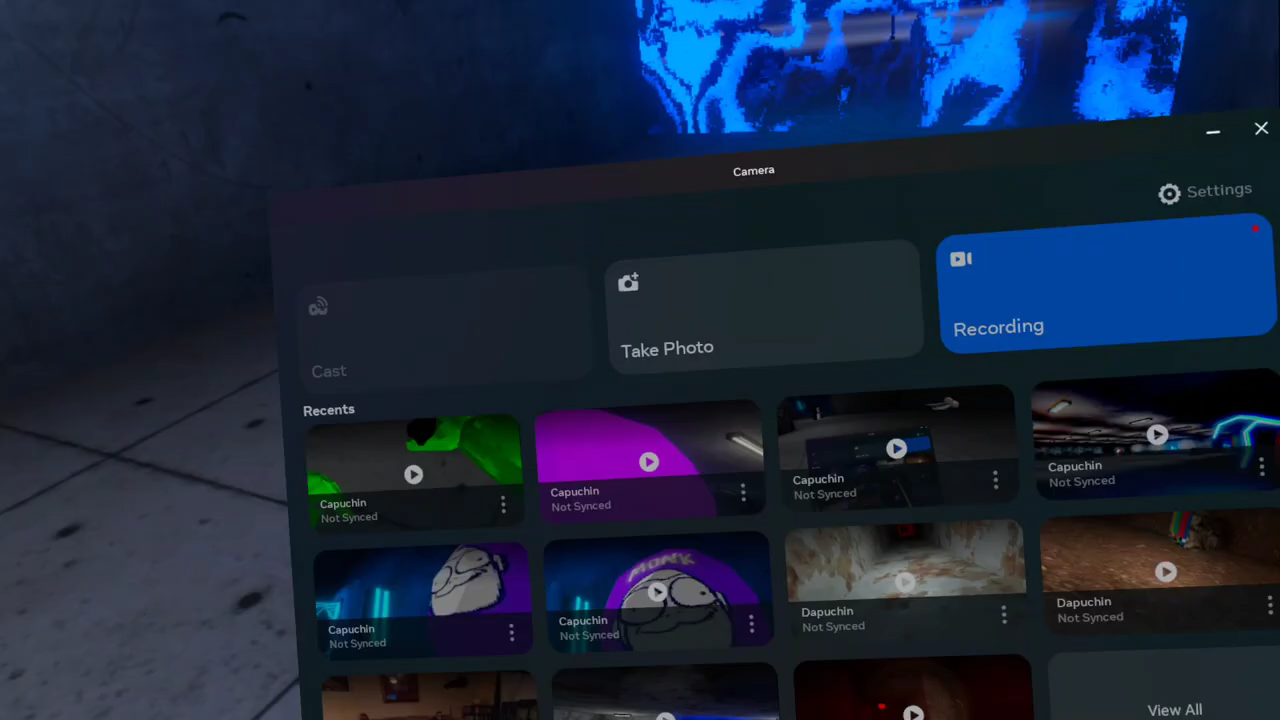 Camera
Settings
Cast
Take Photo
Recording
Recents
Capuchin
Not Synced
Capuchin
Not Synced
Capuchin
Not Synced
Capuchin
Not Synced
Capuchin
Not Synced
MONK
Capuchin
Not Synced
Dapuchin
Not Synced
Dapuchin
Not Synced
View All